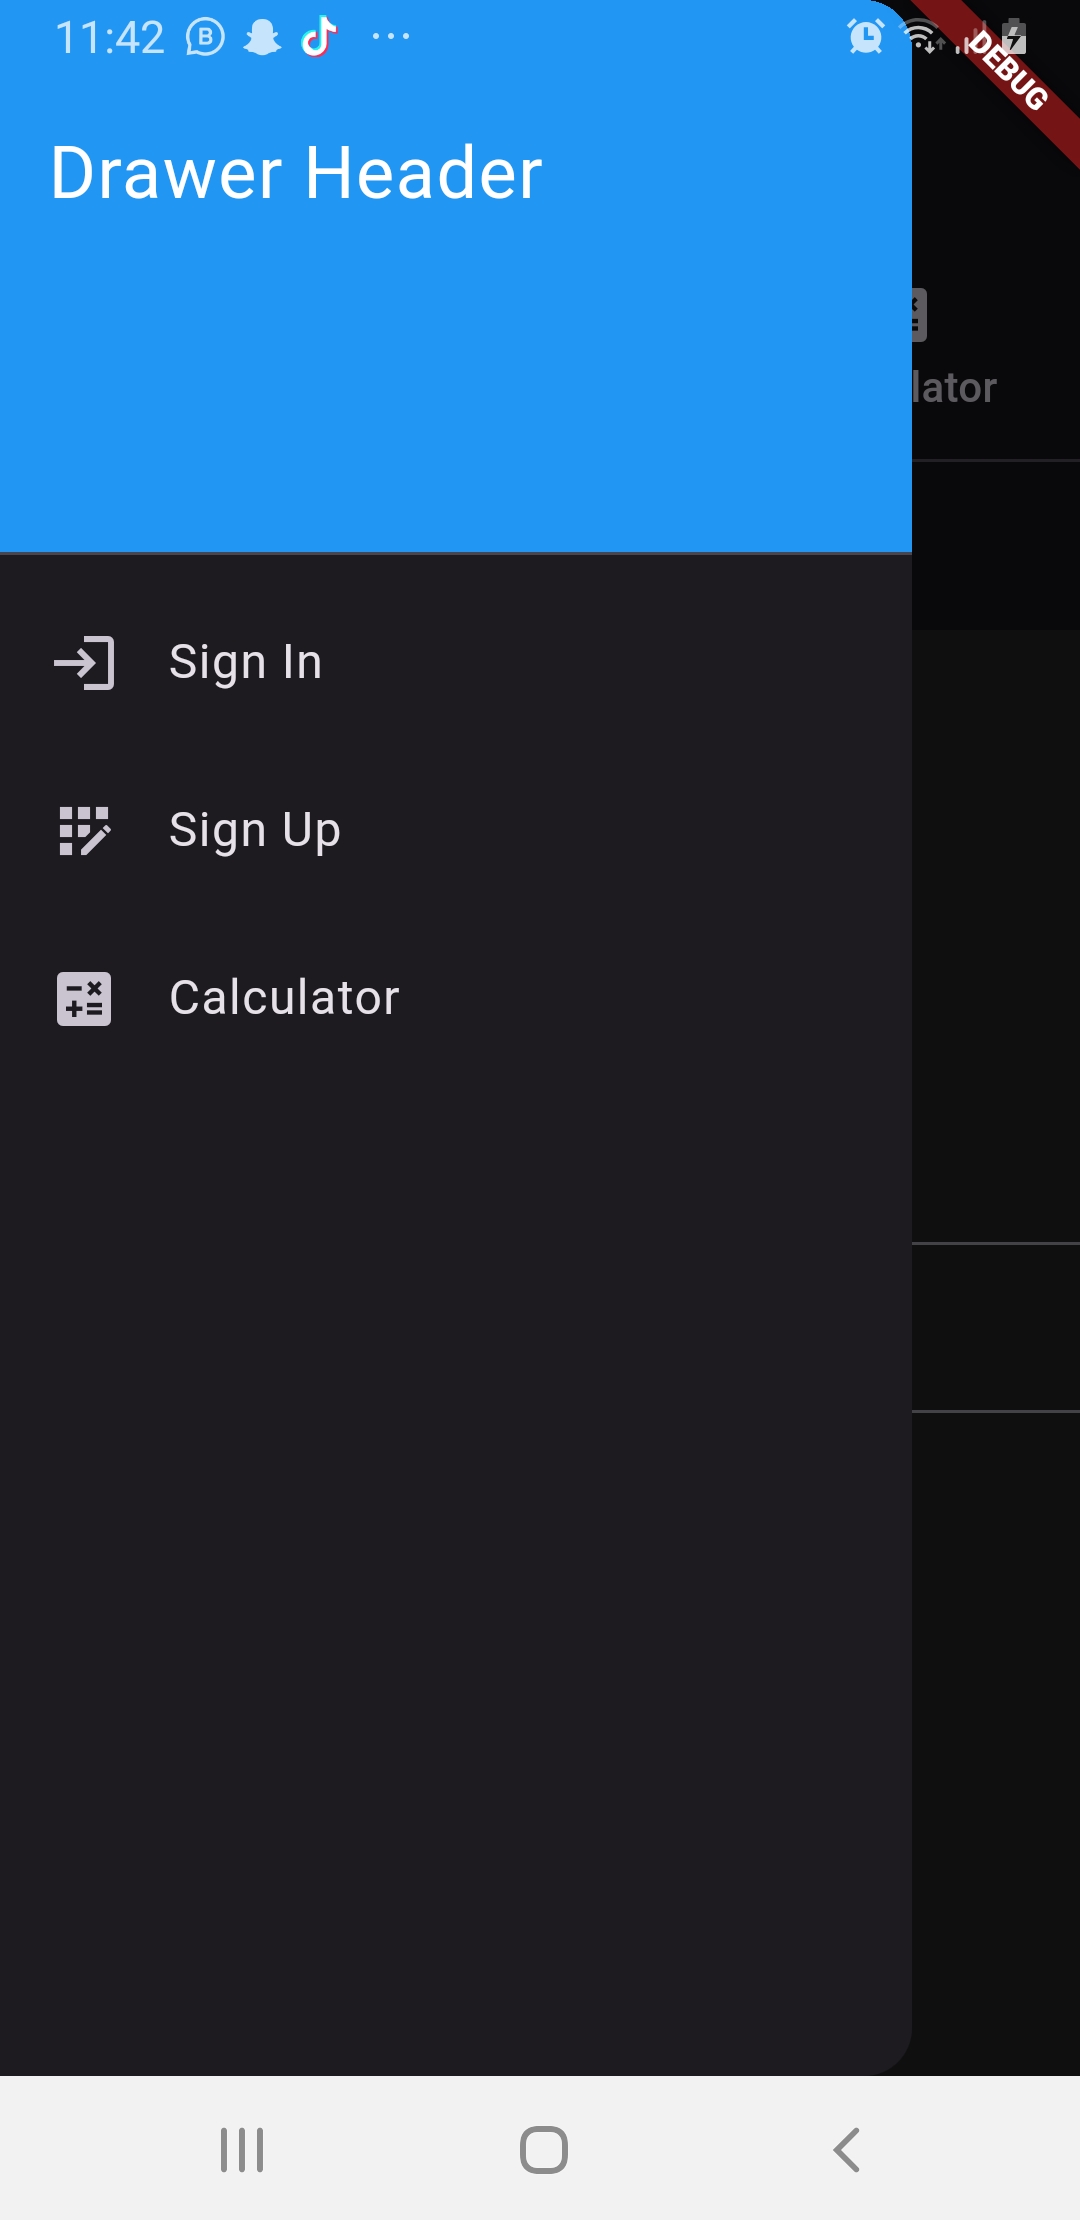 11:42
DEBUG
Drawer Header
lator
Sign In
Sign Up
Calculator